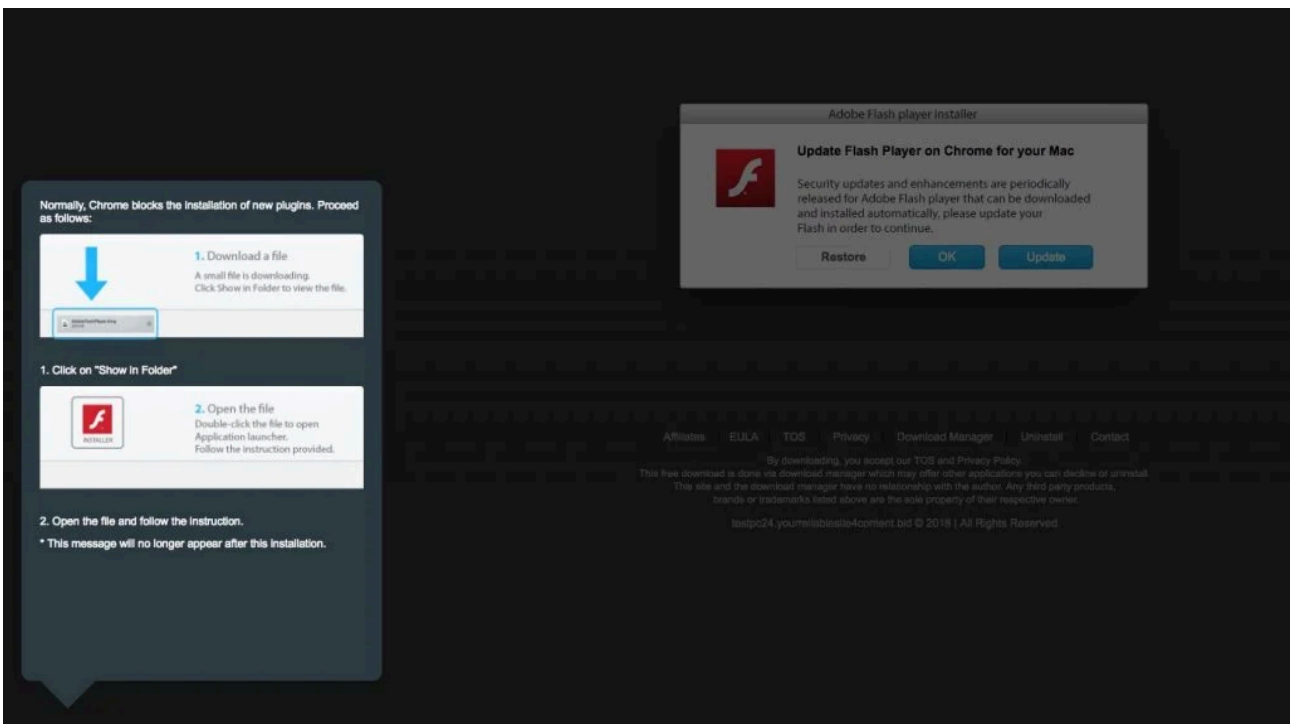 Normally, Chrome blocks the installation of new plugins. Proceed
as follows:
1. Download a file
A small file is downloading.
Click Show in Folder to view the file.
1. Click on "Show in Folder"
INSTALLER
2. Open the file
Double-click the file to open
Application launcher.
Follow the instruction provided.
2. Open the file and follow the instruction.
* This message will no longer appear after this installation.
Adobe Flash player installer
Update Flash Player on Chrome for your Mac
Security updates and enhancements are periodically
released for Adobe Flash player that can be downloaded
and installed automatically, please update your
Flash in order to continue.
Restore OK Update
Affiliates EULA TOS Privacy Download Manager Uninstall Contact
By downloading, you accept our TOS and Privacy Policy.
This free download is done via download manager which may offer other applications you can decline or uninstall.
This site and the download manager have no relationship with the author. Any third party products,
brands or trademarks listed above are the sole property of their respective owner.
© 2018 | All Rights Reserved.